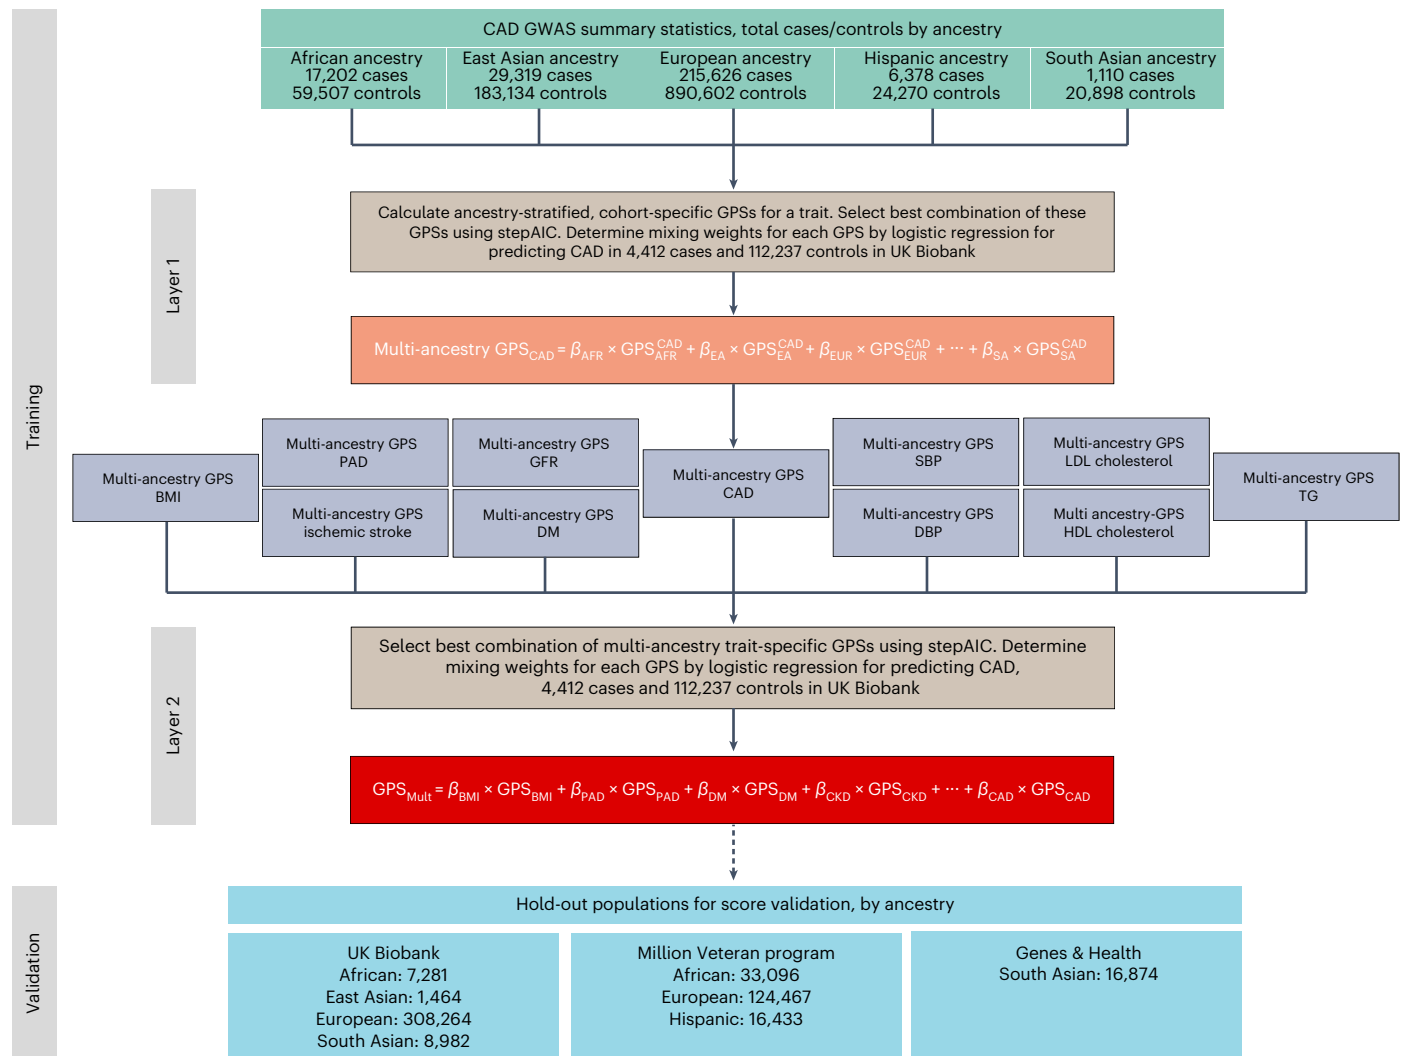 Training
CAD GWAS summary statistics, total cases/controls by ancestry
African ancestry
17,202 cases
59,507 controls
East Asian ancestry
29,319 cases
183,134 controls
European ancestry
215,626 cases
890,602 controls
Hispanic ancestry
6,378 cases
24,270 controls
South Asian ancestry
1,110 cases
20,898 controls
Layer 1
Calculate ancestry-stratified, cohort-specific GPSs for a trait. Select best combination of these
GPSs using stepAIC. Determine mixing weights for each GPS by logistic regression for
predicting CAD in 4,412 cases and 112,237 controls in UK Biobank
Multi-ancestry GPS_CAD = β_AFR × GPS_AFR^CAD + β_EA × GPS_EA^CAD + β_EUR × GPS_EUR^CAD + ··· + β_SA × GPS_SA^CAD
Multi-ancestry GPS
BMI
Multi-ancestry GPS
PAD
Multi-ancestry GPS
ischemic stroke
Multi-ancestry GPS
GFR
Multi-ancestry GPS
DM
Multi-ancestry GPS
CAD
Multi-ancestry GPS
SBP
Multi-ancestry GPS
DBP
Multi-ancestry GPS
LDL cholesterol
Multi ancestry-GPS
HDL cholesterol
Multi-ancestry GPS
TG
Layer 2
Select best combination of multi-ancestry trait-specific GPSs using stepAIC. Determine
mixing weights for each GPS by logistic regression for predicting CAD,
4,412 cases and 112,237 controls in UK Biobank
GPS_Mult = β_BMI × GPS_BMI + β_PAD × GPS_PAD + β_DM × GPS_DM + β_CKD × GPS_CKD + ··· + β_CAD × GPS_CAD
Validation
Hold-out populations for score validation, by ancestry
UK Biobank
African: 7,281
East Asian: 1,464
European: 308,264
South Asian: 8,982
Million Veteran program
African: 33,096
European: 124,467
Hispanic: 16,433
Genes & Health
South Asian: 16,874